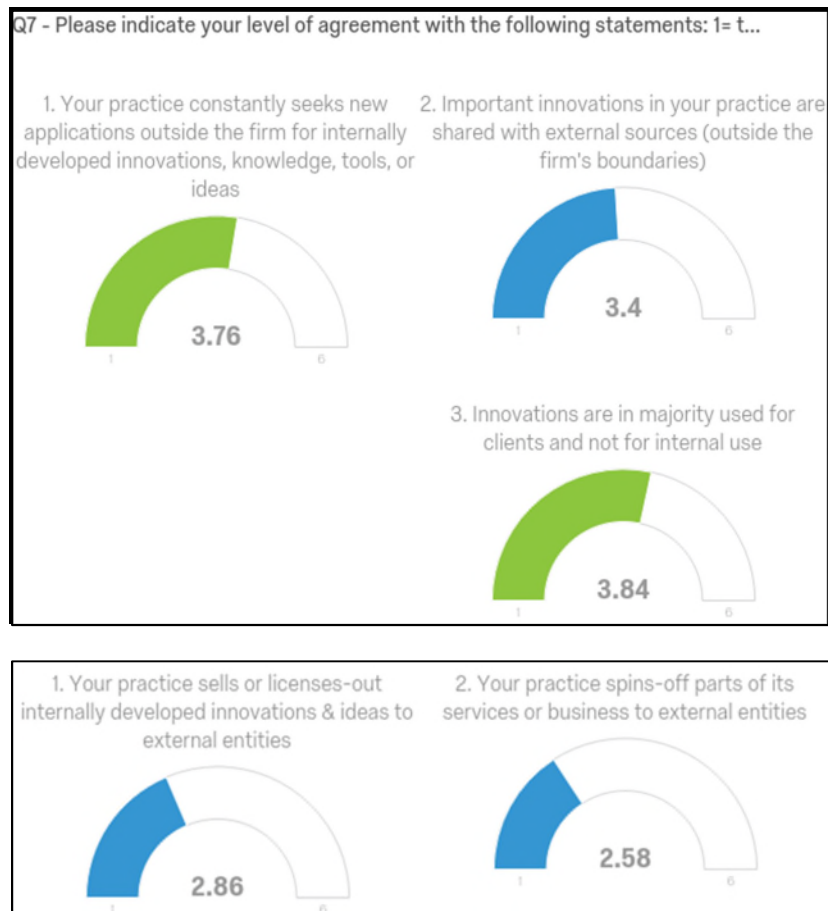 Q7 - Please indicate your level of agreement with the following statements: 1= t...
1. Your practice constantly seeks new
applications outside the firm for internally
developed innovations, knowledge, tools, or
ideas
3.76
1
6
2. Important innovations in your practice are
shared with external sources (outside the
firm's boundaries)
3.4
1
6
3. Innovations are in majority used for
clients and not for internal use
3.84
1
6
1. Your practice sells or licenses-out
internally developed innovations & ideas to
external entities
2.86
1
6
2. Your practice spins-off parts of its
services or business to external entities
2.58
1
6